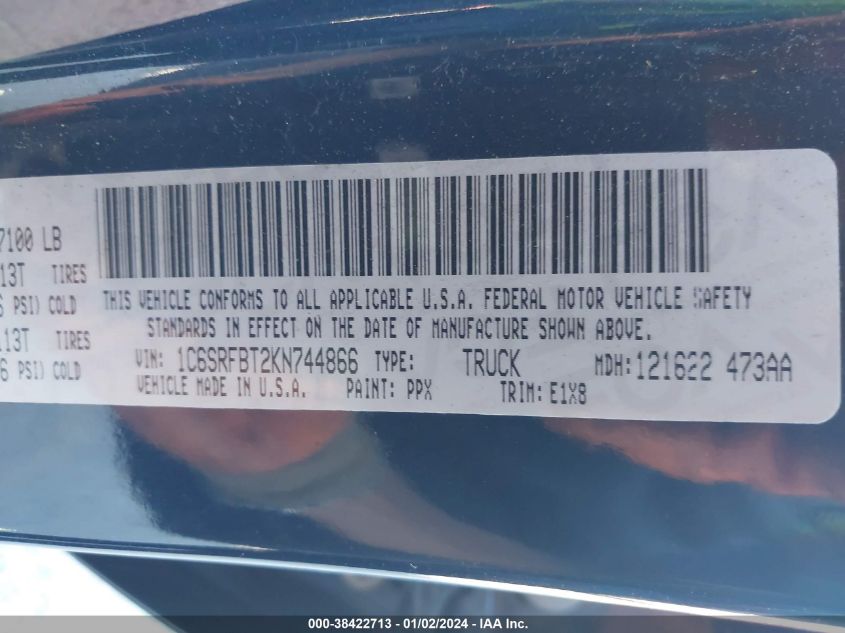 7100 LB
13T TIRES
PSI) COLD
13T TIRES
PSI) COLD
THIS VEHICLE CONFORMS TO ALL APPLICABLE U.S.A. FEDERAL MOTOR VEHICLE SAFETY
STANDARDS IN EFFECT ON THE DATE OF MANUFACTURE SHOWN ABOVE.
VIN: 1C6SRFBT2KN744866 TYPE: TRUCK MDH: 121622 473AA
VEHICLE MADE IN U.S.A. PAINT: PPX TRIM: E1X8
000-38422713 - 01/02/2024 - IAA Inc.